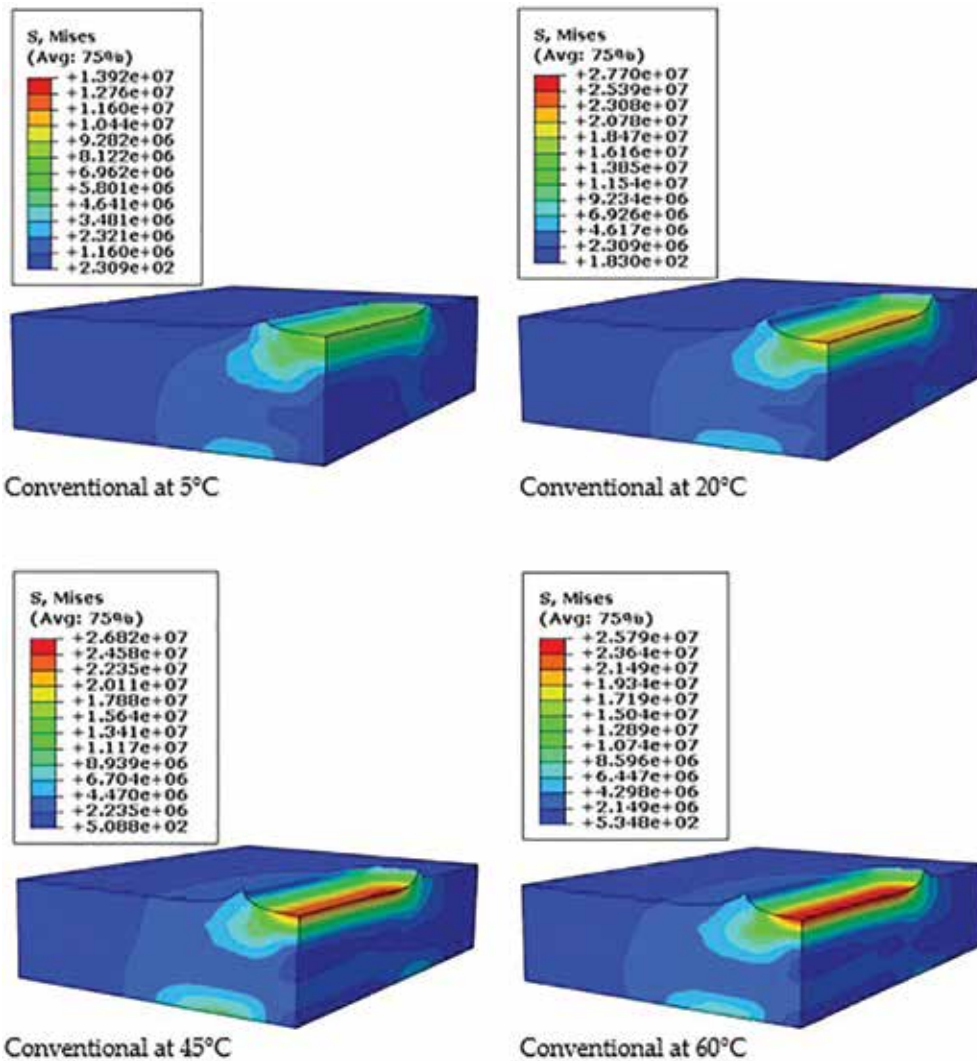 S, Mises
(Avg: 75%)
+1.392e+07
+1.276e+07
+1.160e+07
+1.044e+07
+9.282e+06
+8.122e+06
+6.962e+06
+5.801e+06
+4.641e+06
+3.481e+06
+2.321e+06
+1.160e+06
+2.309e+02
Conventional at 5°C
S, Mises
(Avg: 75%)
+2.770e+07
+2.539e+07
+2.308e+07
+2.078e+07
+1.847e+07
+1.616e+07
+1.385e+07
+1.154e+07
+9.234e+06
+6.926e+06
+4.617e+06
+2.309e+06
+1.830e+02
Conventional at 20°C
S, Mises
(Avg: 75%)
+2.682e+07
+2.458e+07
+2.235e+07
+2.011e+07
+1.788e+07
+1.564e+07
+1.341e+07
+1.117e+07
+8.939e+06
+6.704e+06
+4.470e+06
+2.235e+06
+5.088e+02
Conventional at 45°C
S, Mises
(Avg: 75%)
+2.579e+07
+2.364e+07
+2.149e+07
+1.934e+07
+1.719e+07
+1.504e+07
+1.289e+07
+1.074e+07
+8.596e+06
+6.447e+06
+4.298e+06
+2.149e+06
+5.348e+02
Conventional at 60°C